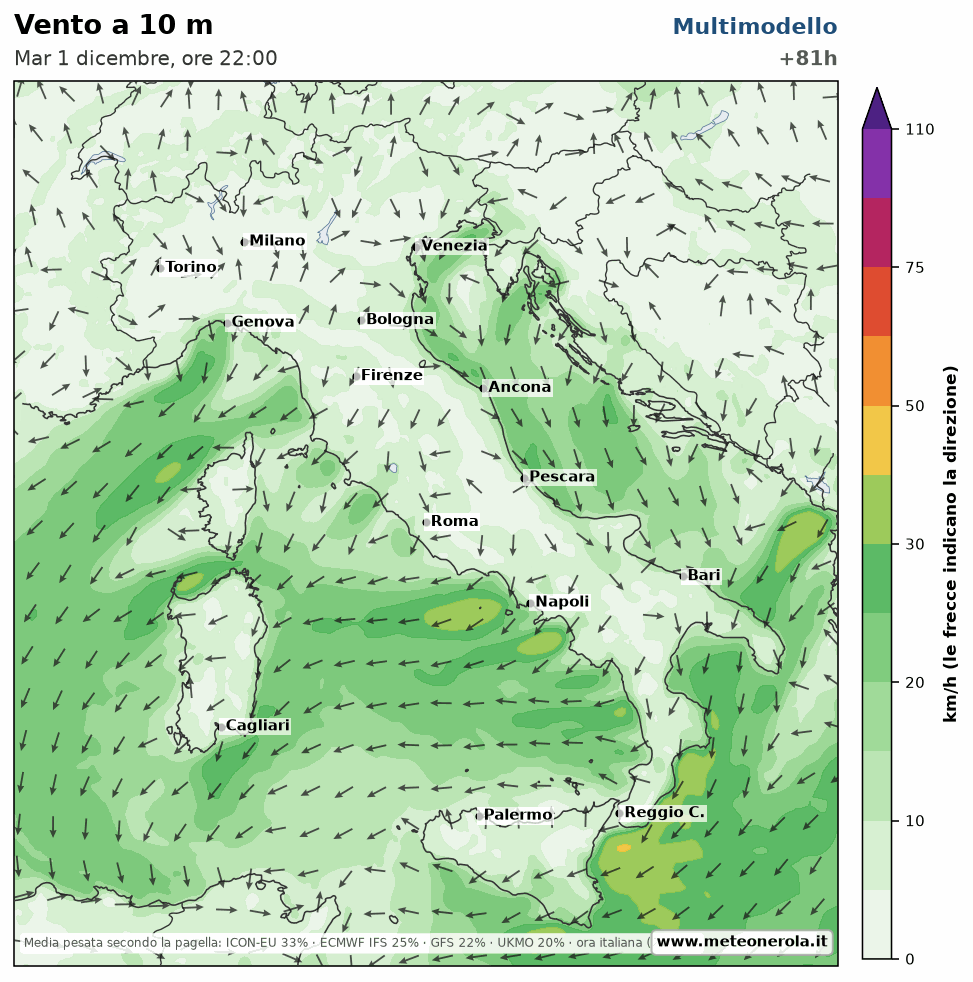 Vento a 10 m
Multimodello
Mar 1 dicembre, ore 22:00
+81h
Milano
Venezia
Torino
Genova
Bologna
Firenze
Ancona
Pescara
Roma
Bari
Napoli
Cagliari
Palermo
Reggio C.
110
75
50
30
20
10
0
km/h (le frecce indicano la direzione)
Media pesata secondo la pagella: ICON-EU 33% · ECMWF IFS 25% · GFS 22% · UKMO 20% · ora italiana (
www.meteonerola.it